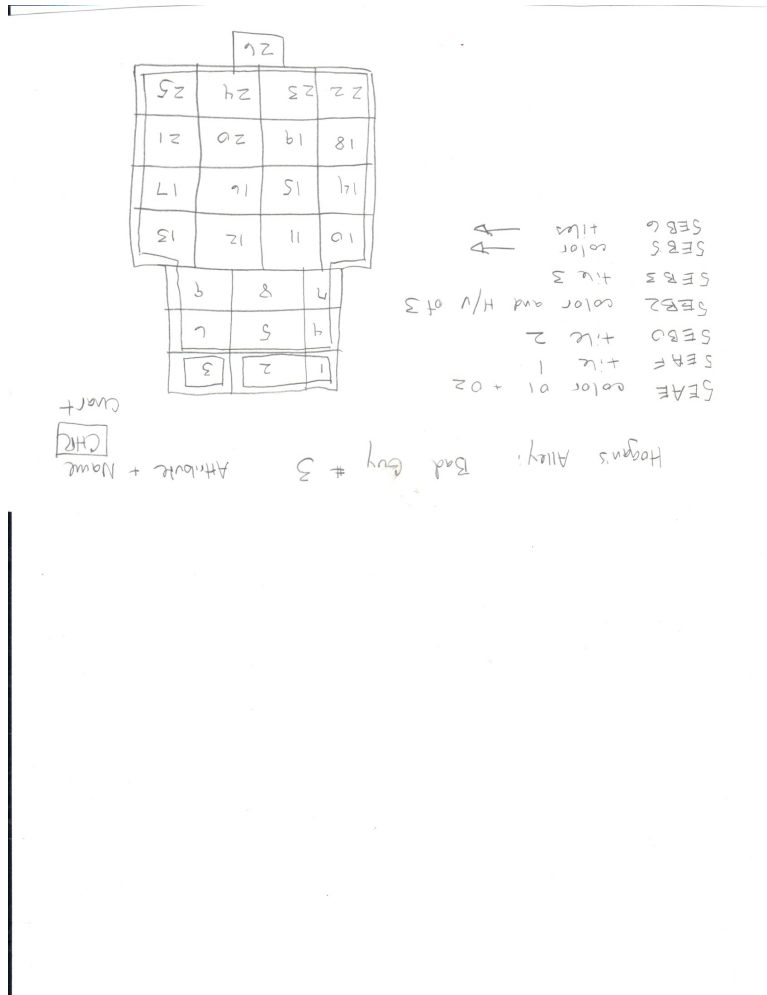 Hogan's Alley: Bad Guy # 3 Attribute + Name
CHR
Chart
5EAE color 01 + 02
5EAF tile 1
5EB0 tile 2
5EB2 color and H/V of 3
5EB3 tile 3
5EB5 color →
5EB6 tiles →
1 2 3
4 5 6
7 8 9
10 11 12 13
14 15 16 17
18 19 20 21
22 23 24 25
26